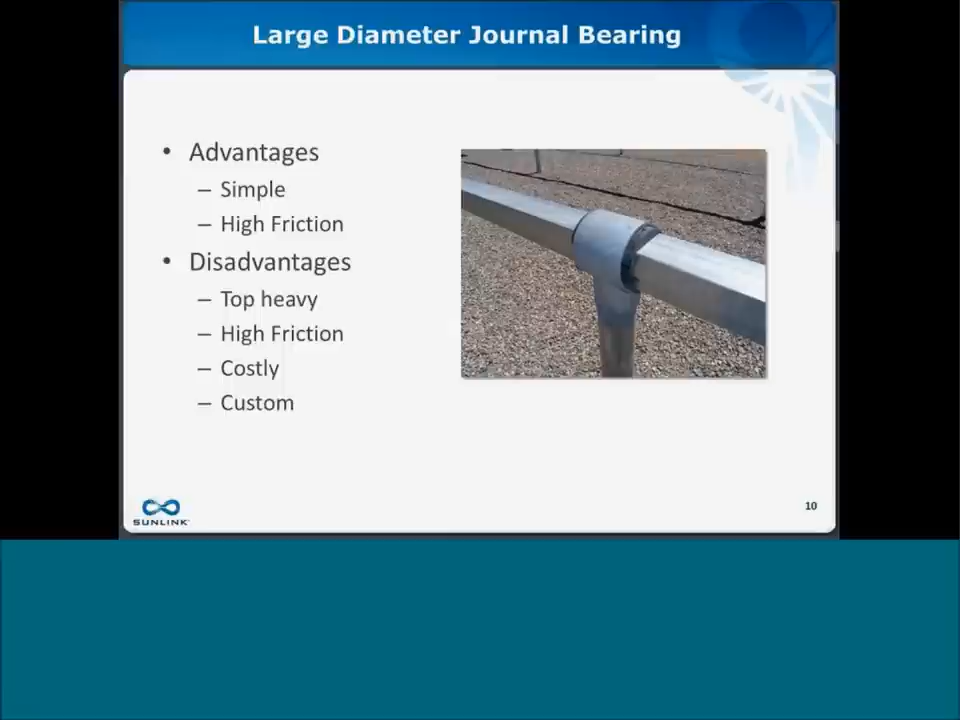 Large Diameter Journal Bearing
• Advantages
– Simple
– High Friction
• Disadvantages
– Top heavy
– High Friction
– Costly
– Custom
SUNLINK
10